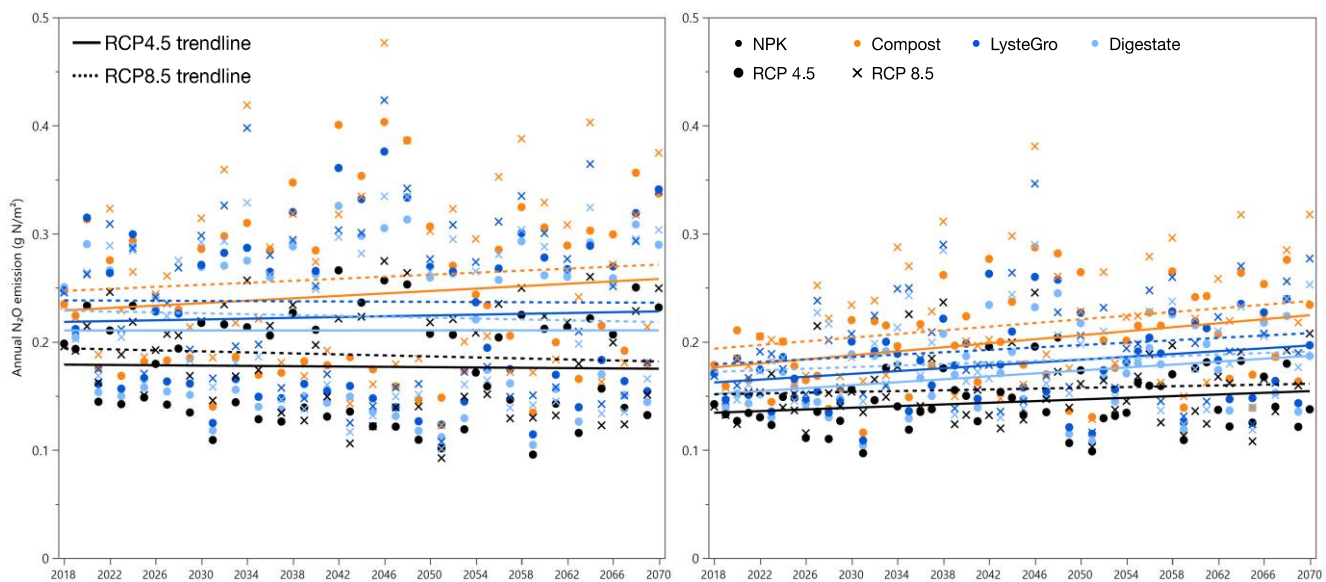 0.5
0.4
0.3
0.2
0.1
0
Annual N₂O emission (g N/m²)
RCP4.5 trendline
RCP8.5 trendline
2018 2022 2026 2030 2034 2038 2042 2046 2050 2054 2058 2062 2066 2070
0.5
0.4
0.3
0.2
0.1
0
NPK Compost LysteGro Digestate
RCP 4.5 RCP 8.5
2018 2022 2026 2030 2034 2038 2042 2046 2050 2054 2058 2062 2066 2070